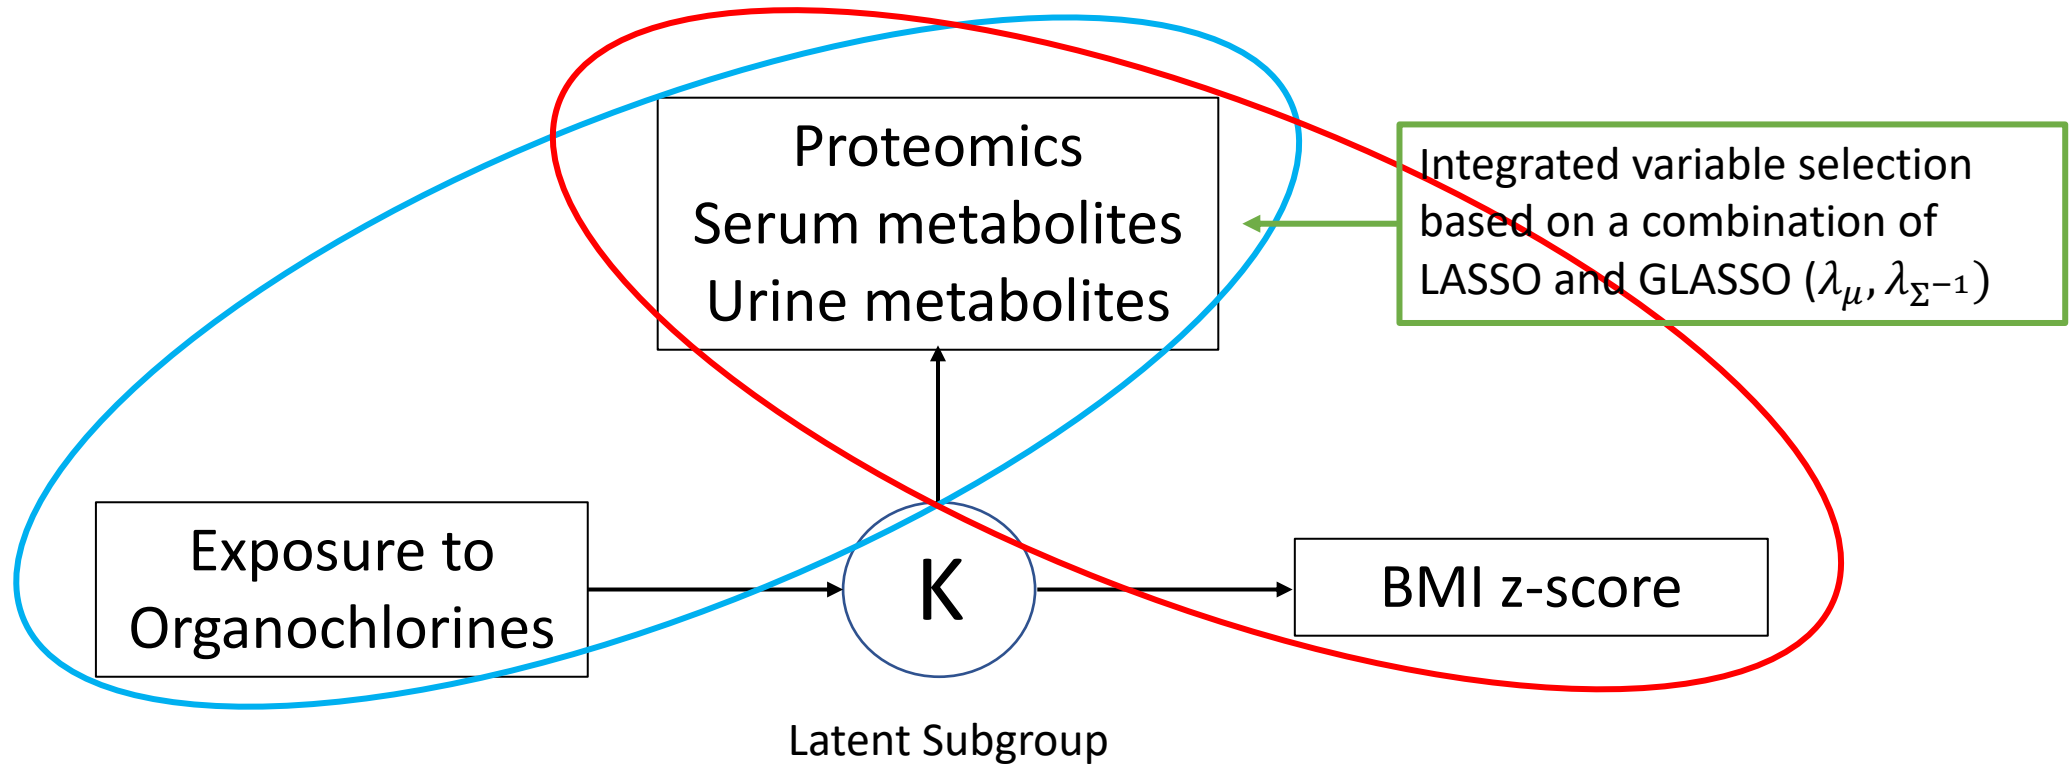 Proteomics
Serum metabolites
Urine metabolites
Integrated variable selection
based on a combination of
LASSO and GLASSO (λ_μ, λ_Σ⁻¹)
Exposure to
Organochlorines
K
BMI z-score
Latent Subgroup